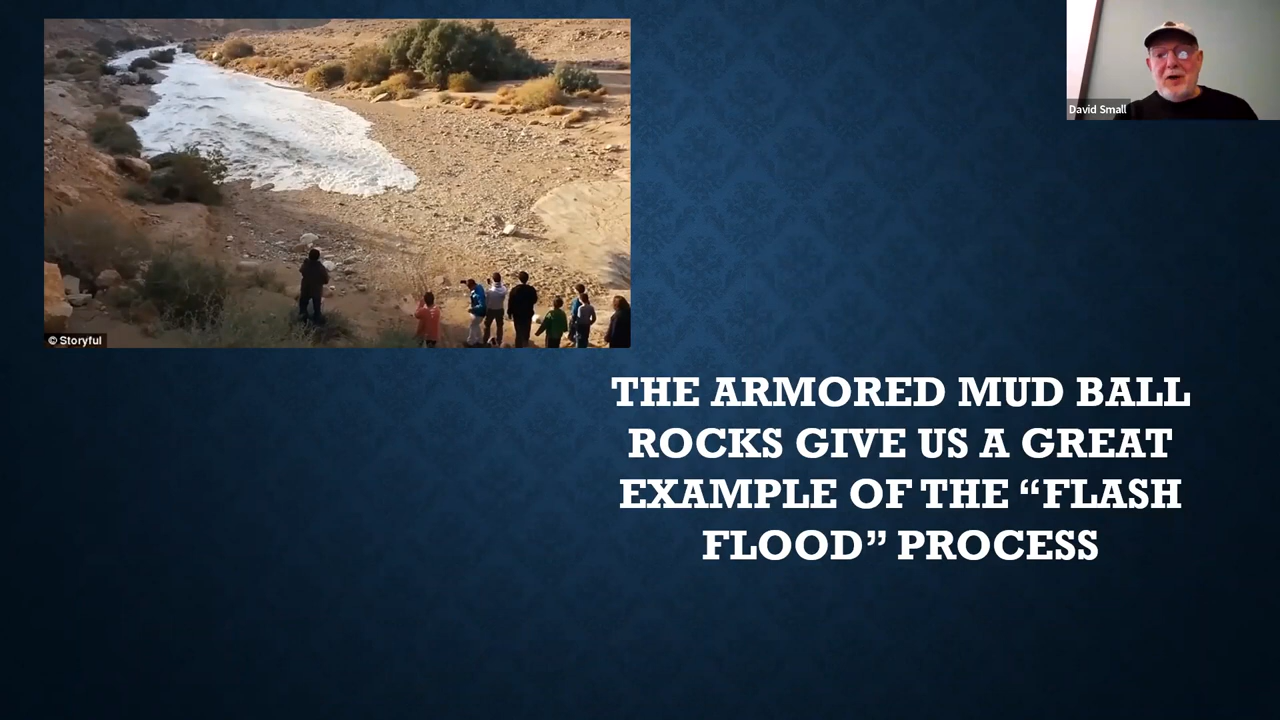 David Small
© Storyful
THE ARMORED MUD BALL
ROCKS GIVE US A GREAT
EXAMPLE OF THE “FLASH
FLOOD” PROCESS